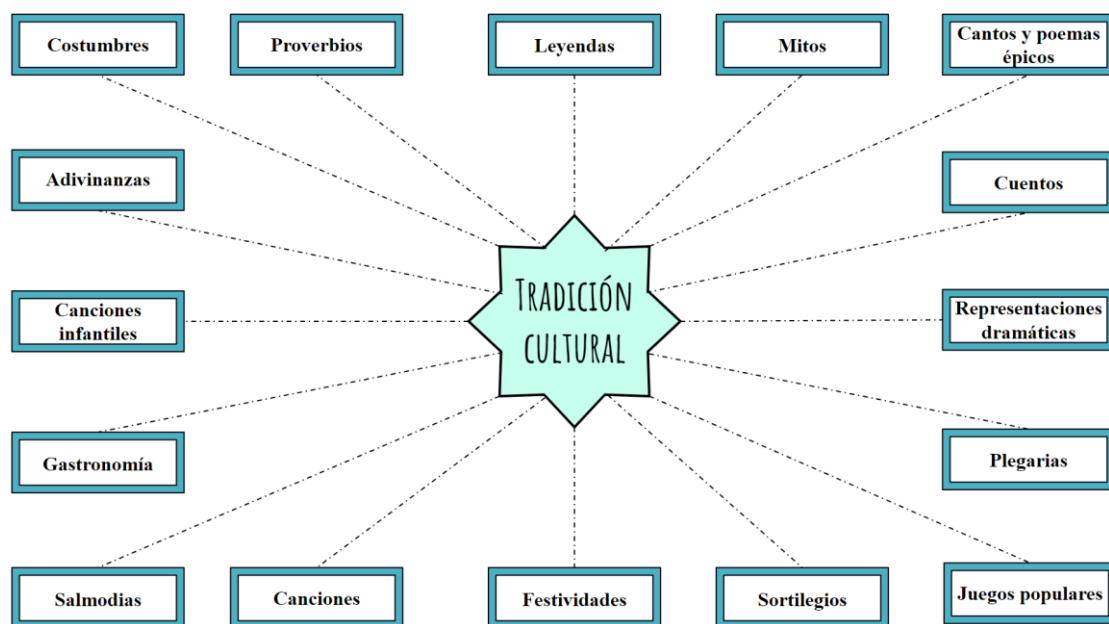 Costumbres
Proverbios
Leyendas
Mitos
Cantos y poemas
épicos
Adivinanzas
Cuentos
TRADICIÓN
CULTURAL
Canciones
infantiles
Representaciones
dramáticas
Gastronomía
Plegarias
Salmodias
Canciones
Festividades
Sortilegios
Juegos populares